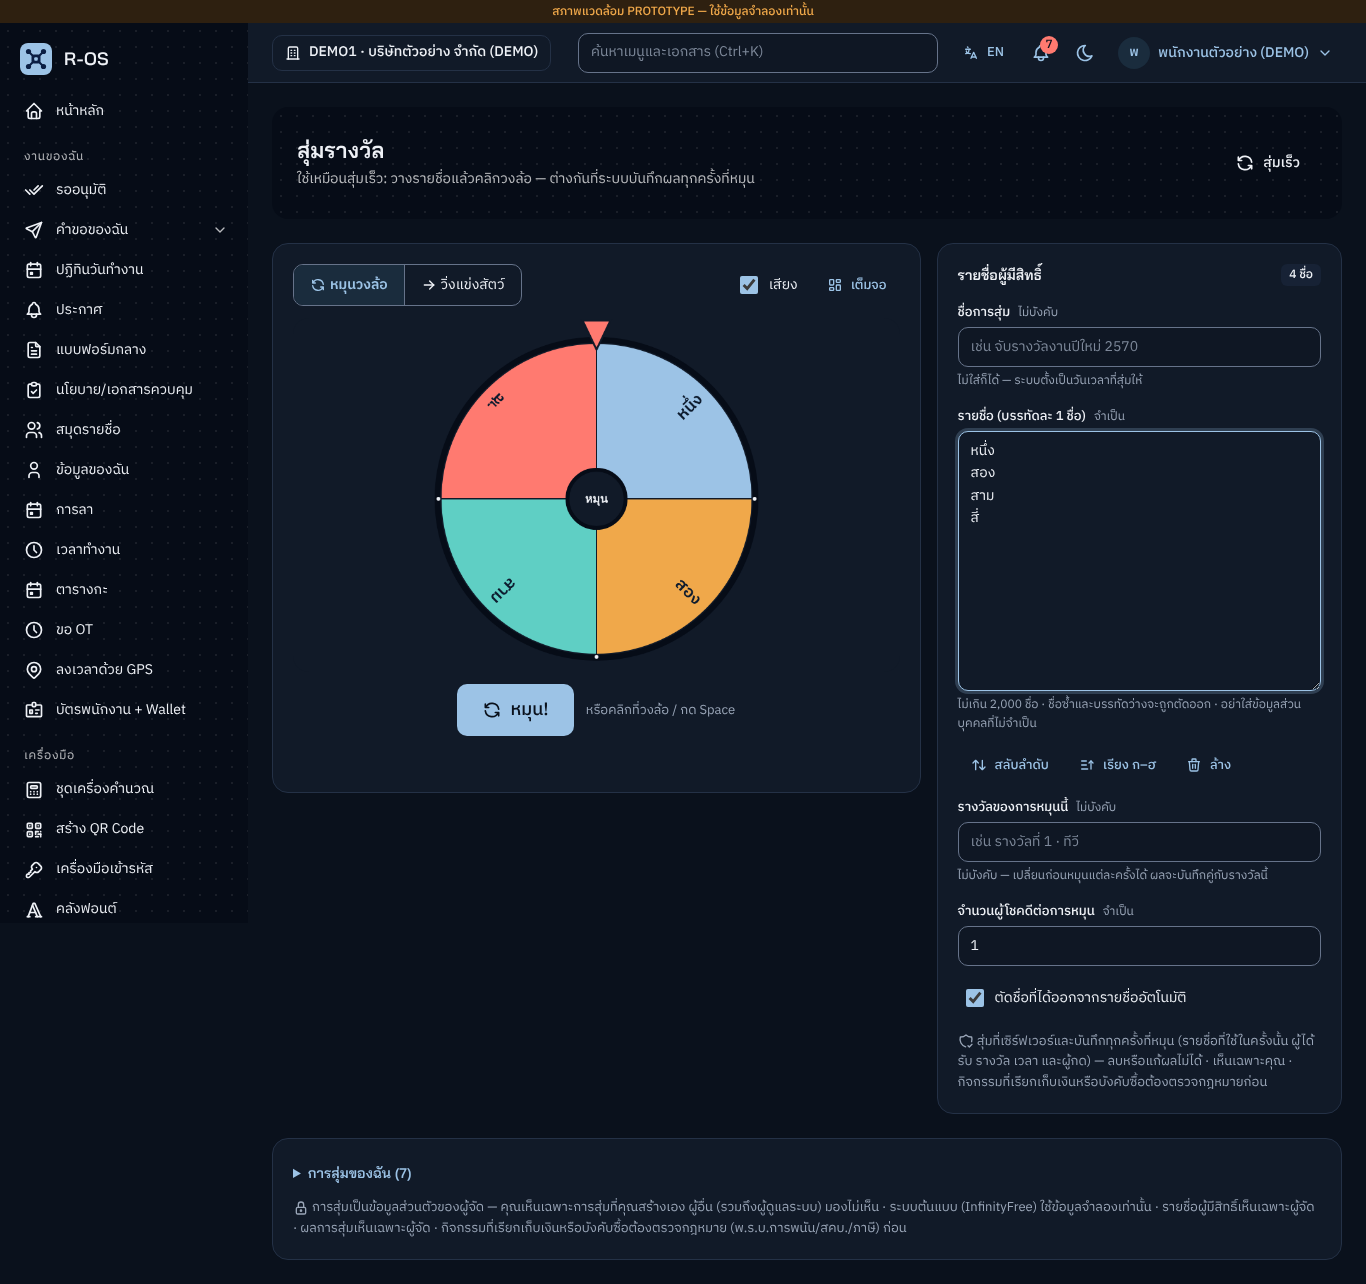 สภาพแวดล้อม PROTOTYPE — ใช้ข้อมูลจำลองเท่านั้น
R-OS
DEMO1 · บริษัทตัวอย่าง จำกัด (DEMO)
ค้นหาเมนูและเอกสาร (Ctrl+K)
EN
7
พ
พนักงานตัวอย่าง (DEMO)
หน้าหลัก
งานของฉัน
รออนุมัติ
คำขอของฉัน
ปฏิทินวันทำงาน
ประกาศ
แบบฟอร์มกลาง
นโยบาย/เอกสารควบคุม
สมุดรายชื่อ
ข้อมูลของฉัน
การลา
เวลาทำงาน
ตารางกะ
ขอ OT
ลงเวลาด้วย GPS
บัตรพนักงาน + Wallet
เครื่องมือ
ชุดเครื่องคำนวณ
สร้าง QR Code
เครื่องมือเข้ารหัส
คลังฟอนต์
สุ่มรางวัล
ใช้เหมือนสุ่มเร็ว: วางรายชื่อแล้วคลิกวงล้อ — ต่างกันที่ระบบบันทึกผลทุกครั้งที่หมุน
สุ่มเร็ว
หมุนวงล้อ
วิ่งแข่งสัตว์
เสียง
เต็มจอ
สี่
หนึ่ง
หมุน
สาม
สอง
หมุน!
หรือคลิกที่วงล้อ / กด Space
รายชื่อผู้มีสิทธิ์
4 ชื่อ
ชื่อการสุ่ม ไม่บังคับ
เช่น จับรางวัลงานปีใหม่ 2570
ไม่ใส่ก็ได้ — ระบบตั้งเป็นวันเวลาที่สุ่มให้
รายชื่อ (บรรทัดละ 1 ชื่อ) จำเป็น
หนึ่ง
สอง
สาม
สี่
ไม่เกิน 2,000 ชื่อ · ชื่อซ้ำและบรรทัดว่างจะถูกตัดออก · อย่าใส่ข้อมูลส่วน
บุคคลที่ไม่จำเป็น
สลับลำดับ
เรียง ก–ฮ
ล้าง
รางวัลของการหมุนนี้ ไม่บังคับ
เช่น รางวัลที่ 1 · ทีวี
ไม่บังคับ — เปลี่ยนก่อนหมุนแต่ละครั้งได้ ผลจะบันทึกคู่กับรางวัลนี้
จำนวนผู้โชคดีต่อการหมุน จำเป็น
1
ตัดชื่อที่ได้ออกจากรายชื่ออัตโนมัติ
สุ่มที่เซิร์ฟเวอร์และบันทึกทุกครั้งที่หมุน (รายชื่อที่ใช้ในครั้งนั้น ผู้ได้
รับ รางวัล เวลา และผู้กด) — ลบหรือแก้ผลไม่ได้ · เห็นเฉพาะคุณ ·
กิจกรรมที่เรียกเก็บเงินหรือบังคับซื้อต้องตรวจกฎหมายก่อน
การสุ่มของฉัน (7)
การสุ่มเป็นข้อมูลส่วนตัวของผู้จัด — คุณเห็นเฉพาะการสุ่มที่คุณสร้างเอง ผู้อื่น (รวมถึงผู้ดูแลระบบ) มองไม่เห็น · ระบบต้นแบบ (InfinityFree) ใช้ข้อมูลจำลองเท่านั้น · รายชื่อผู้มีสิทธิ์เห็นเฉพาะผู้จัด
· ผลการสุ่มเห็นเฉพาะผู้จัด · กิจกรรมที่เรียกเก็บเงินหรือบังคับซื้อต้องตรวจกฎหมาย (พ.ร.บ.การพนัน/สคบ./ภาษี) ก่อน